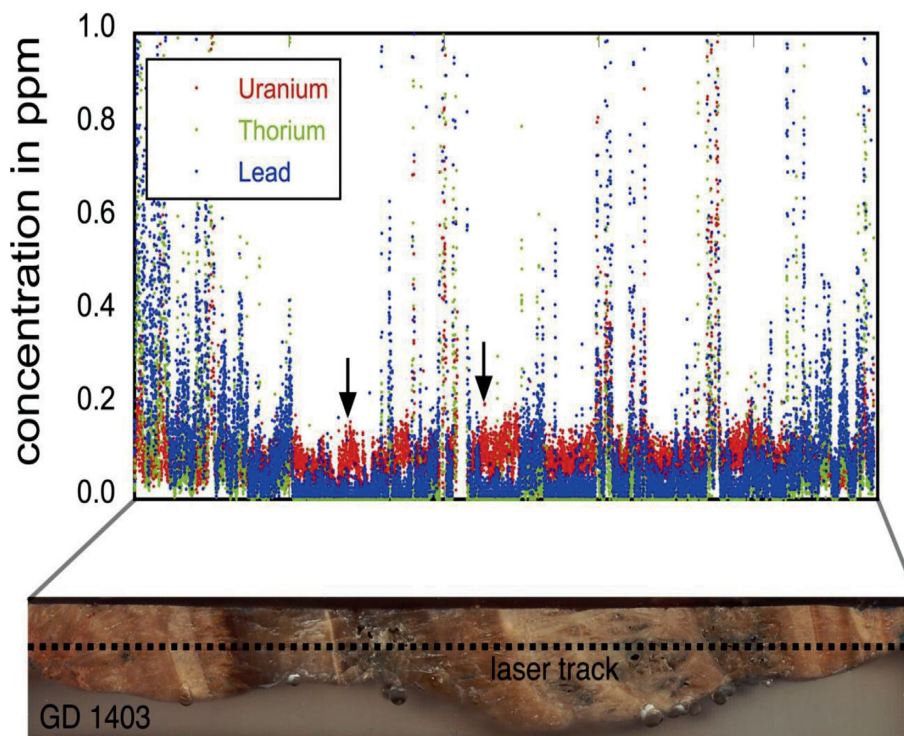 concentration in ppm
1.0
0.8
0.6
0.4
0.2
0.0
Uranium
Thorium
Lead
laser track
GD 1403